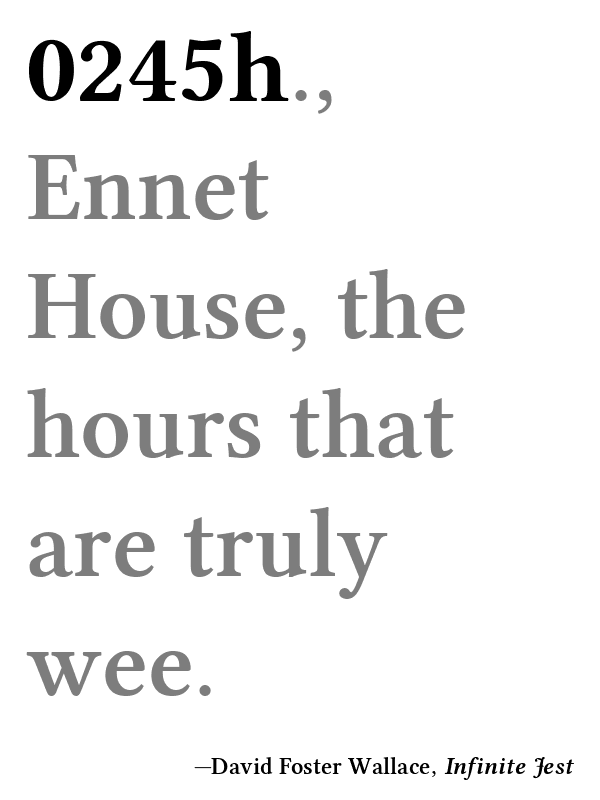 0245h.,
Ennet
House, the
hours that
are truly
wee.
—David Foster Wallace, Infinite Jest